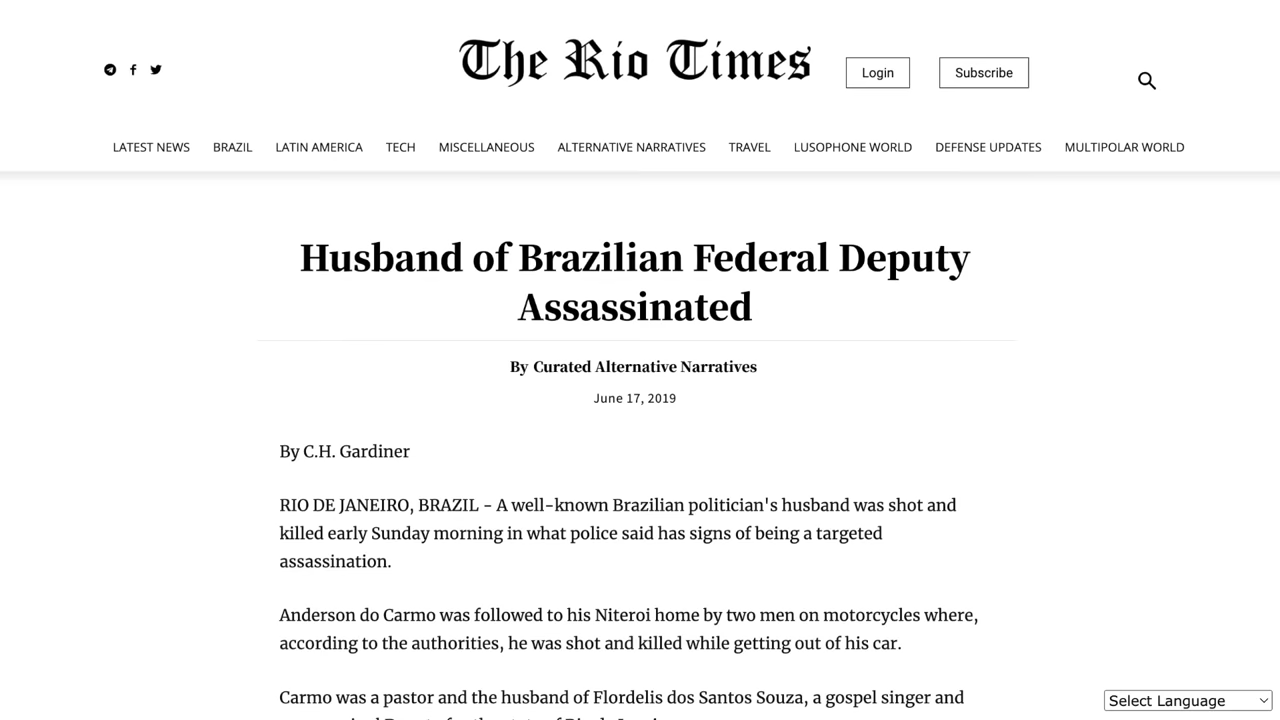 The Rio Times
Login
Subscribe
LATEST NEWS
BRAZIL
LATIN AMERICA
TECH
MISCELLANEOUS
ALTERNATIVE NARRATIVES
TRAVEL
LUSOPHONE WORLD
DEFENSE UPDATES
MULTIPOLAR WORLD
Husband of Brazilian Federal Deputy
Assassinated
By Curated Alternative Narratives
June 17, 2019
By C.H. Gardiner
RIO DE JANEIRO, BRAZIL - A well-known Brazilian politician's husband was shot and
killed early Sunday morning in what police said has signs of being a targeted
assassination.
Anderson do Carmo was followed to his Niteroi home by two men on motorcycles where,
according to the authorities, he was shot and killed while getting out of his car.
Carmo was a pastor and the husband of Flordelis dos Santos Souza, a gospel singer and
Select Language